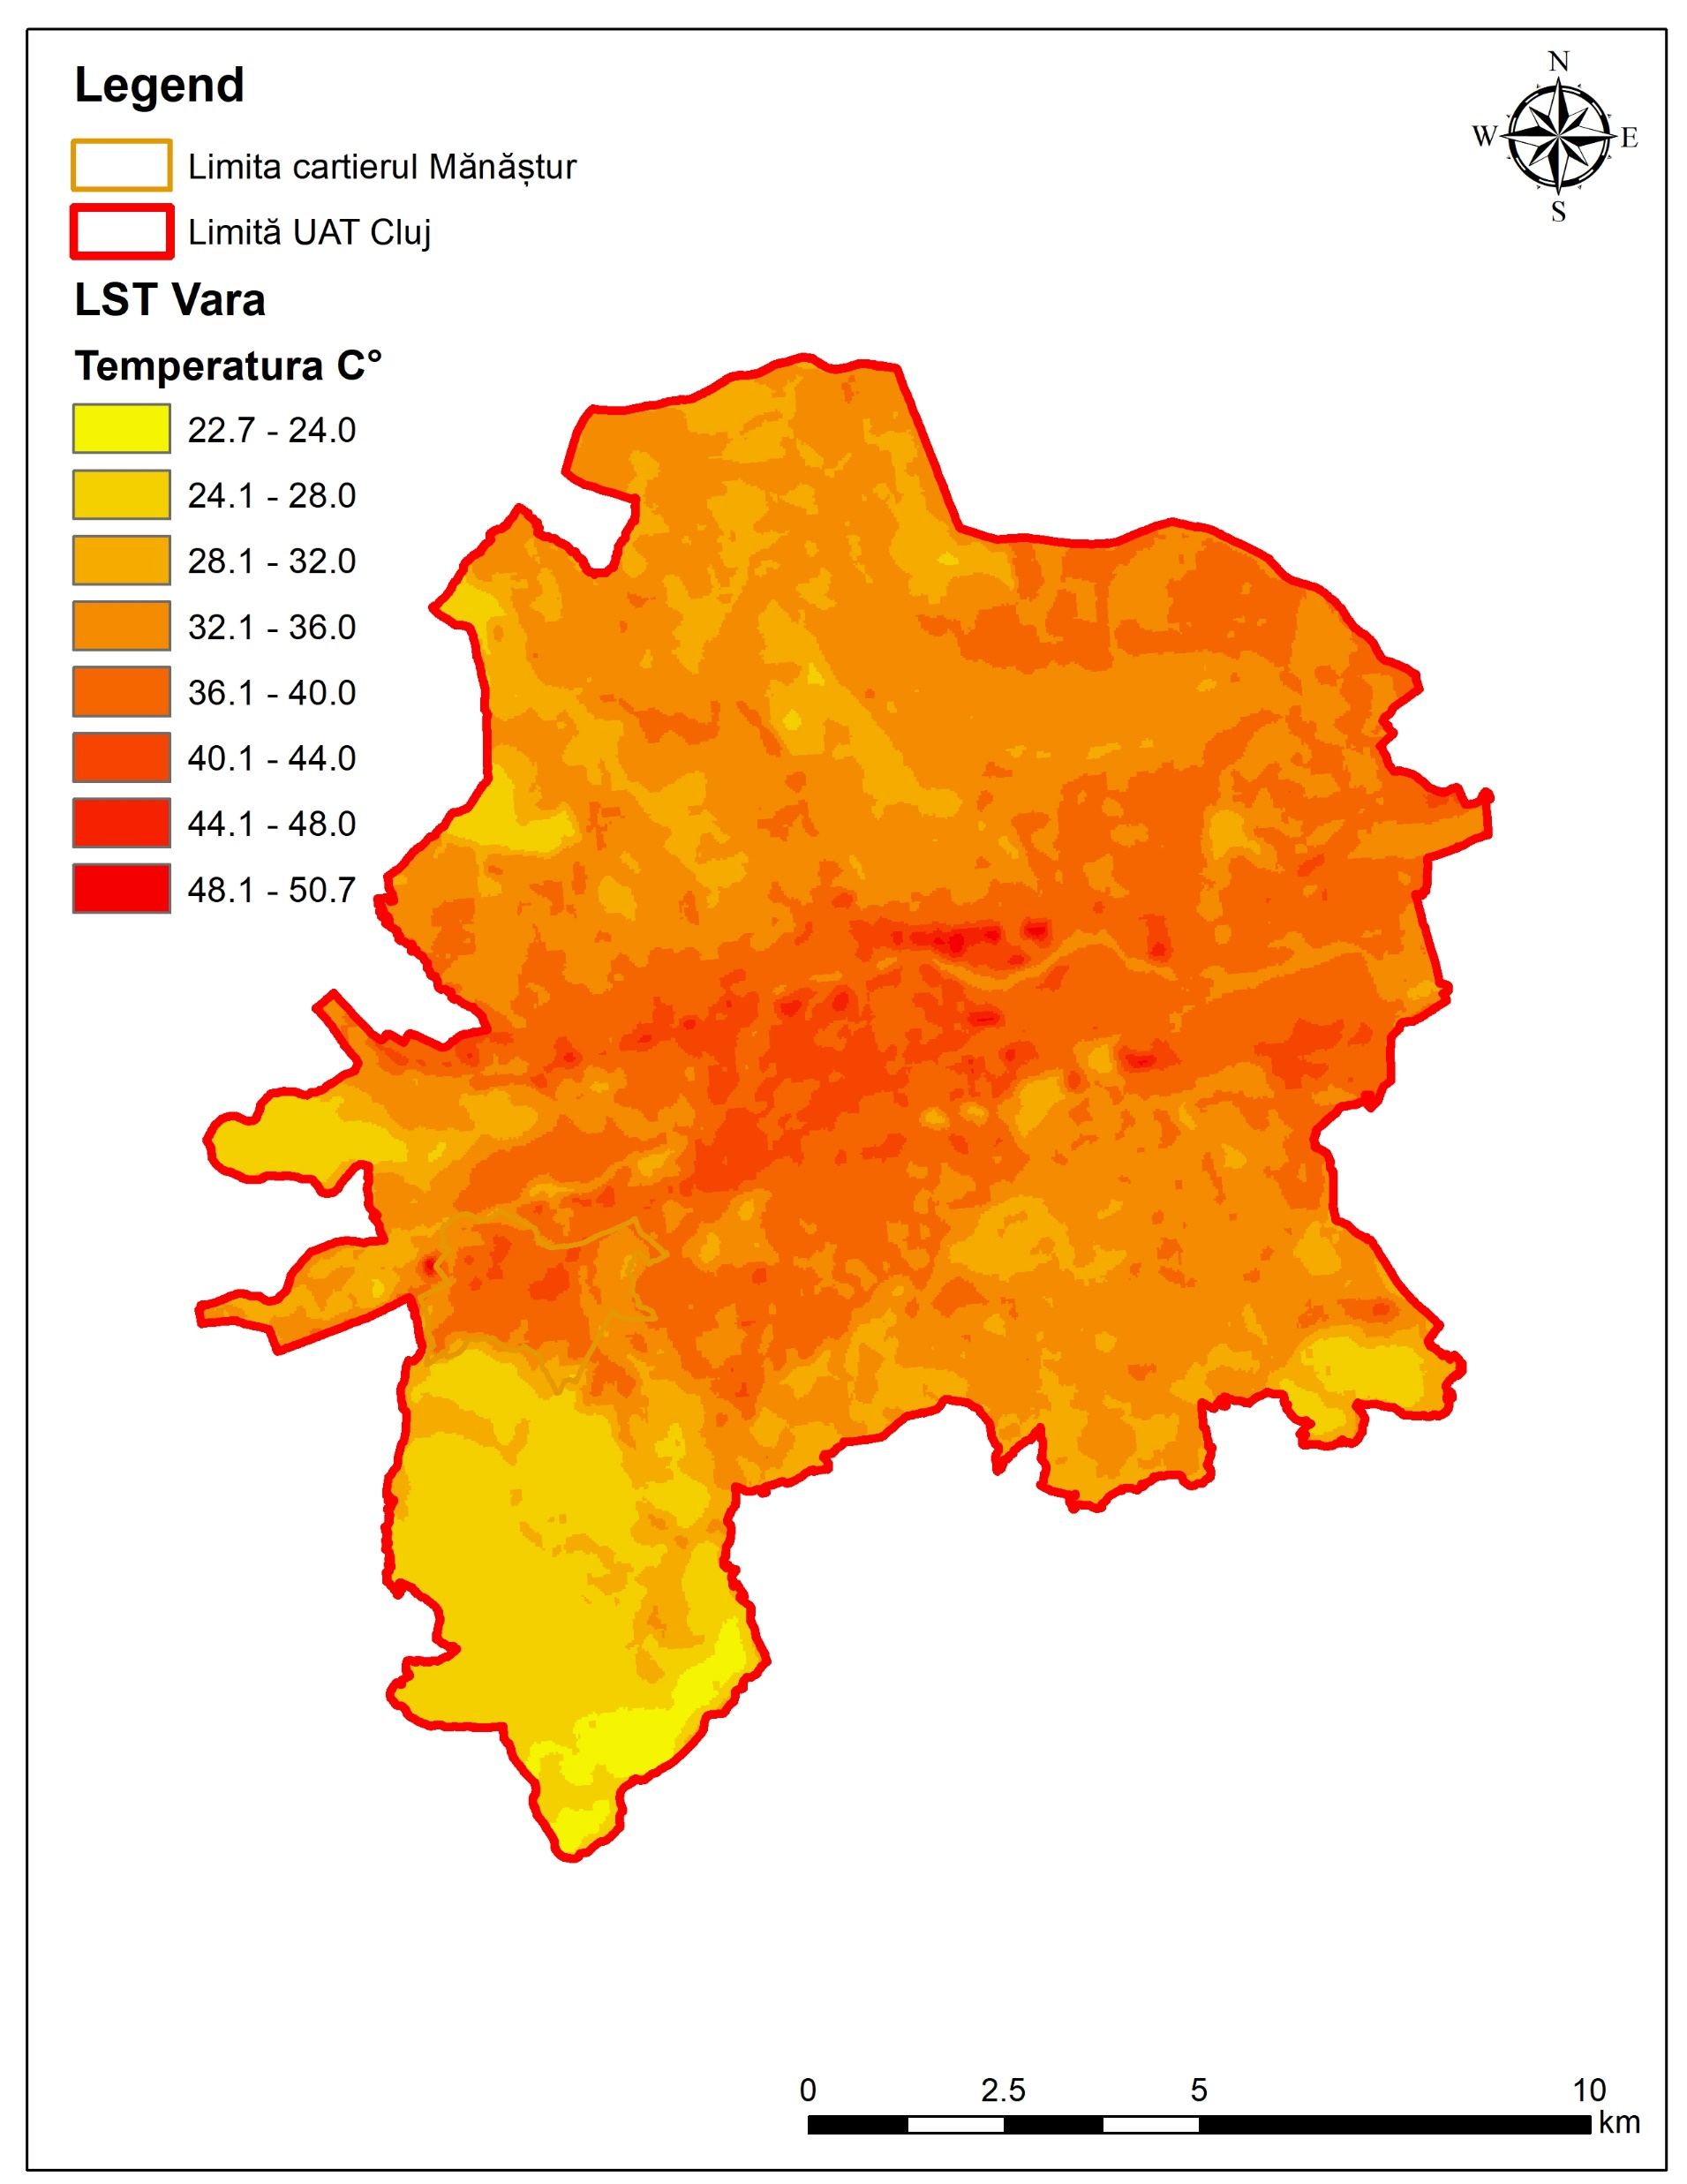 Legend
Limita cartierul Mănăștur
Limită UAT Cluj
LST Vara
Temperatura C°
22.7 - 24.0
24.1 - 28.0
28.1 - 32.0
32.1 - 36.0
36.1 - 40.0
40.1 - 44.0
44.1 - 48.0
48.1 - 50.7
N
W E
S
0 2.5 5 10
km